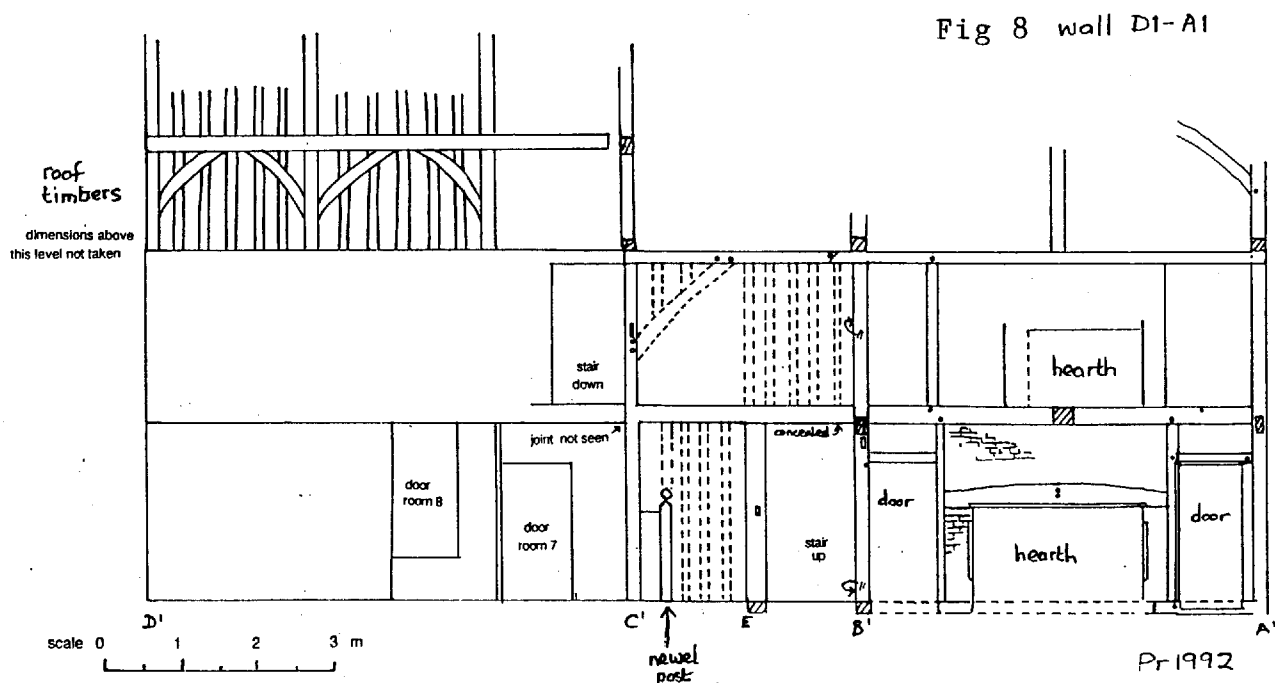 Fig 8 wall D1-A1
roof
timbers
dimensions above
this level not taken
stair
down
hearth
joint not seen
concealed
door
room 8
door
room 7
stair
up
door
hearth
door
D'
C'
E
B'
A'
scale 0 1 2 3 m
newel
post
Pr 1992